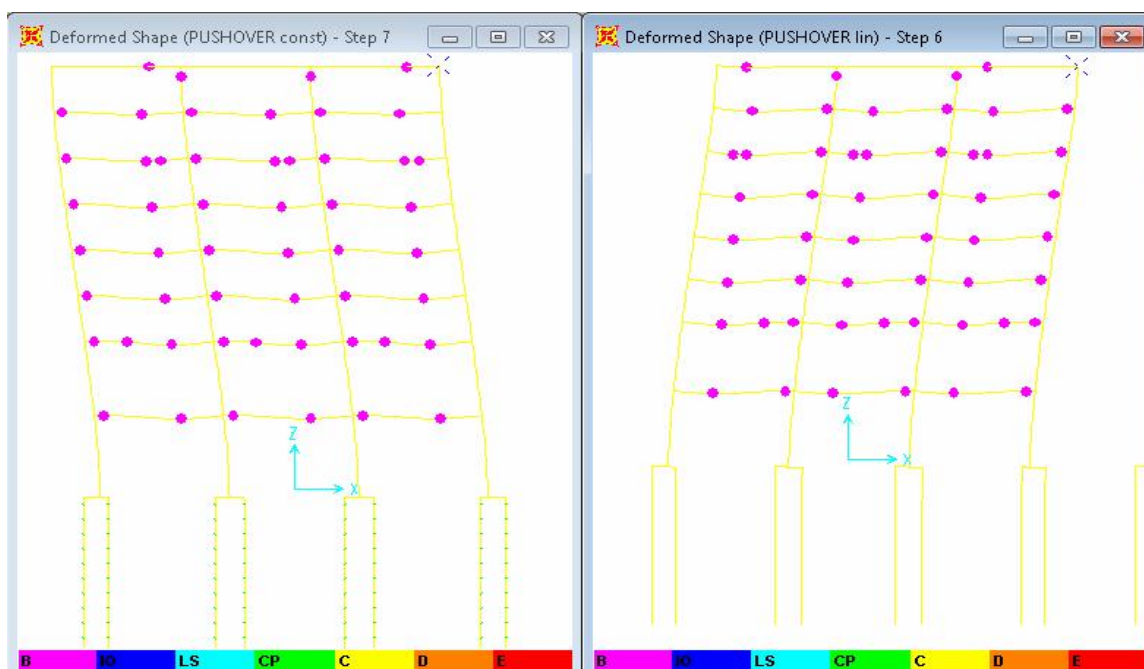 Deformed Shape (PUSHOVER const) - Step 7
Z
X
B IO LS CP C D E
Deformed Shape (PUSHOVER lin) - Step 6
Z
X
B IO LS CP C D E